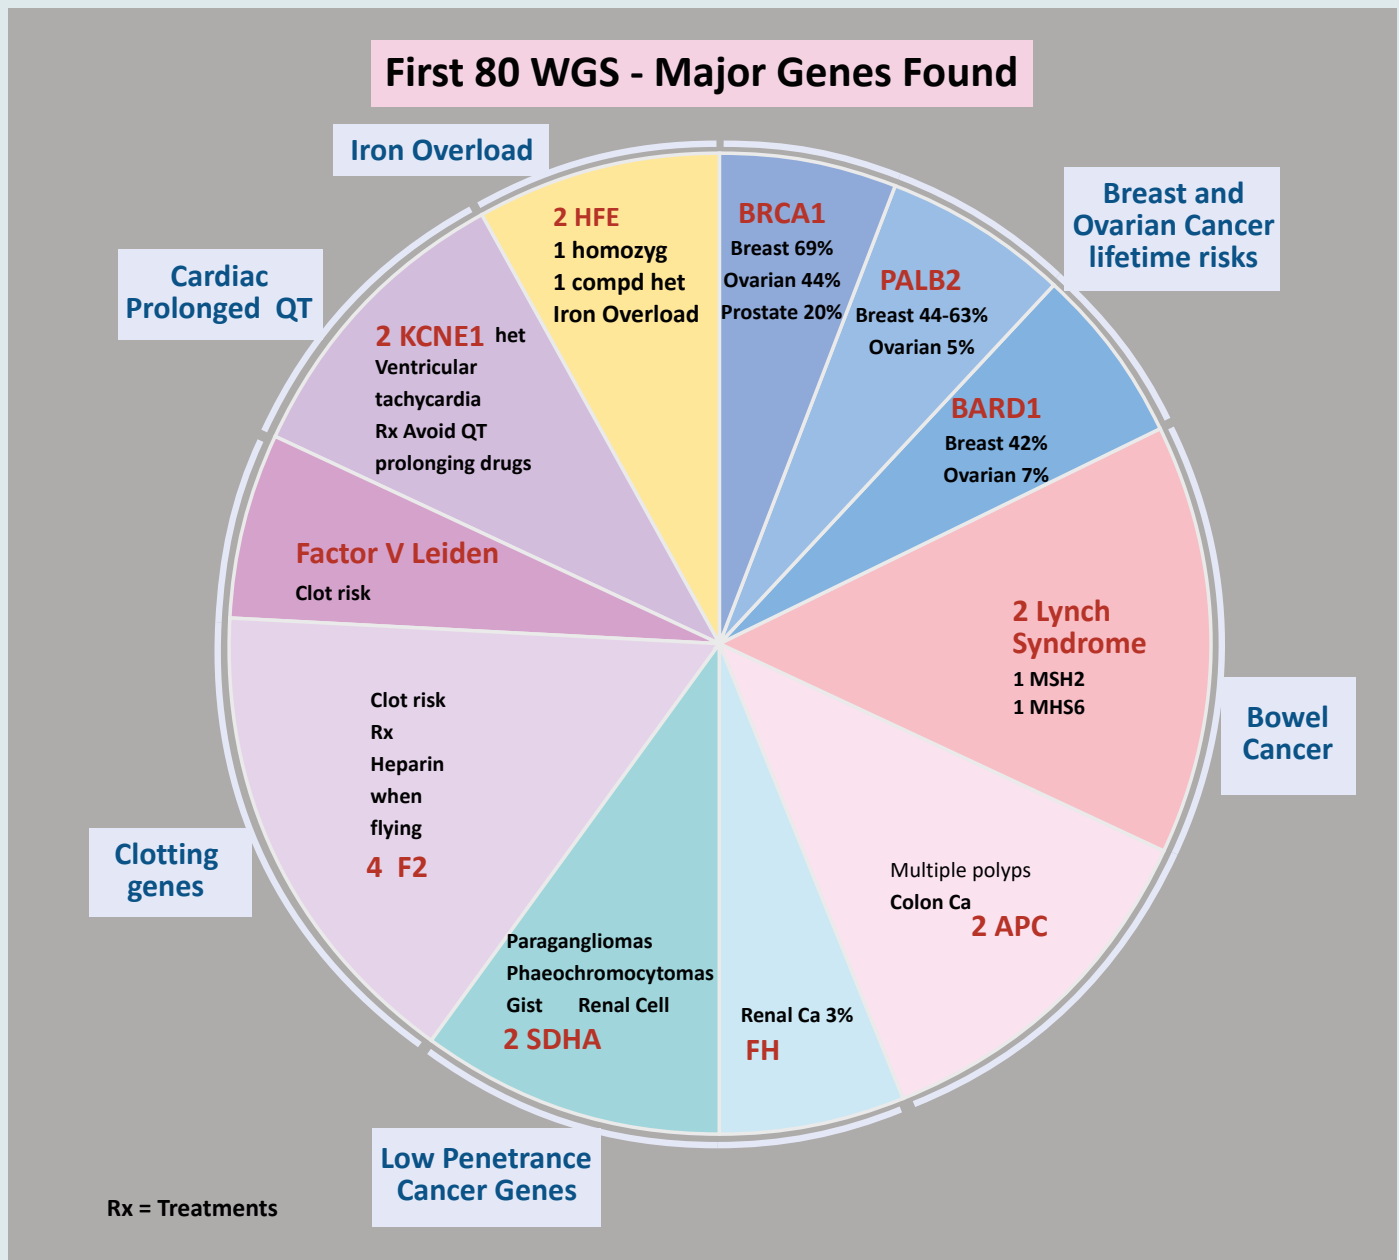 First 80 WGS - Major Genes Found
Iron Overload
2 HFE
1 homozyg
1 compd het
Iron Overload
BRCA1
Breast 69%
Ovarian 44%
Prostate 20%
Breast and
Ovarian Cancer
lifetime risks
PALB2
Breast 44-63%
Ovarian 5%
BARD1
Breast 42%
Ovarian 7%
Cardiac
Prolonged QT
2 KCNE1 het
Ventricular
tachycardia
Rx Avoid QT
prolonging drugs
Factor V Leiden
Clot risk
2 Lynch
Syndrome
1 MSH2
1 MHS6
Bowel
Cancer
Clot risk
Rx
Heparin
when
flying
4 F2
Clotting
genes
Multiple polyps
Colon Ca
2 APC
Paragangliomas
Phaeochromocytomas
Gist Renal Cell
2 SDHA
Renal Ca 3%
FH
Low Penetrance
Cancer Genes
Rx = Treatments